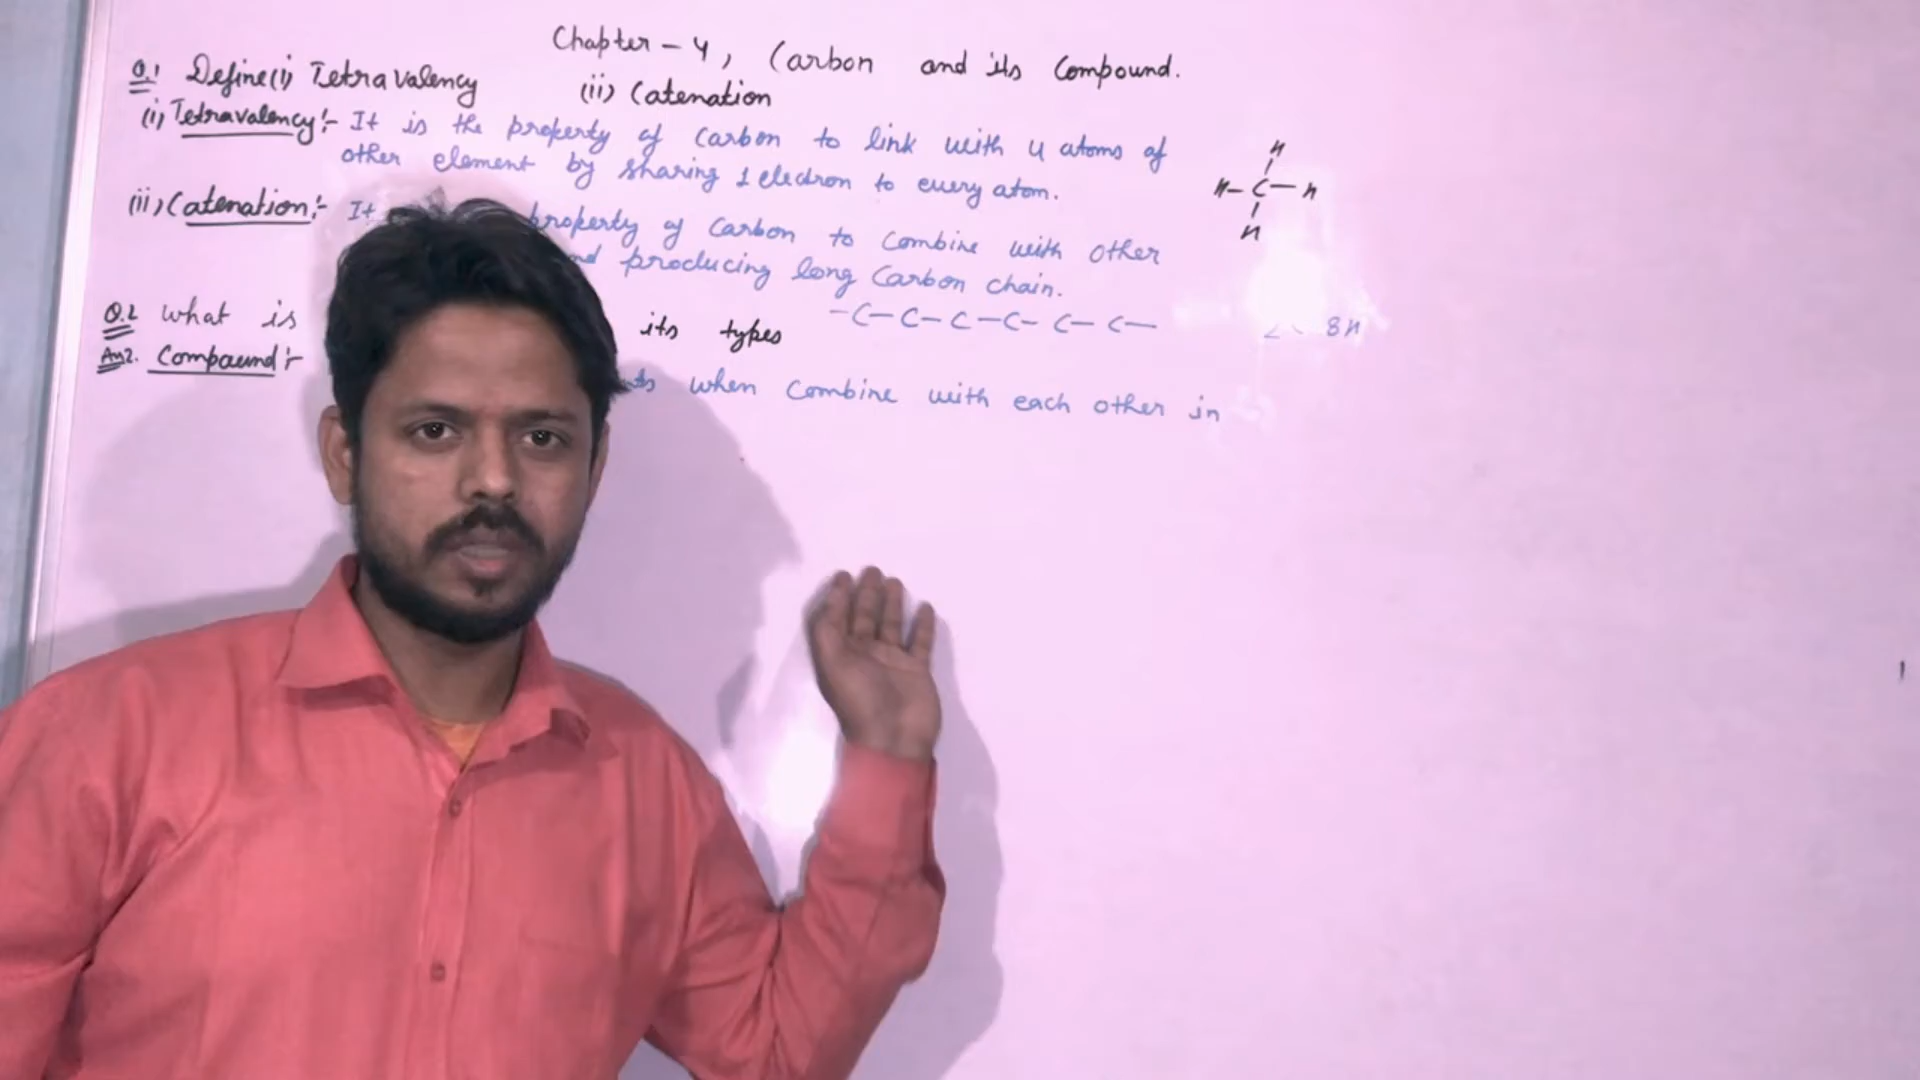 Chapter - 4, Carbon and its Compound.
Q.1 Define (i) Tetravalency (ii) Catenation
(i) Tetravalency:- It is the property of Carbon to link with 4 atoms of
other element by sharing 1 electron to every atom.
H
H-C-H
H
(ii) Catenation:- It property of Carbon to Combine with other
producing long Carbon chain.
-C-C-C-C-C-C-
8H
Q.2 What is its types
Ans2. Compaund:-
when Combine with each other in